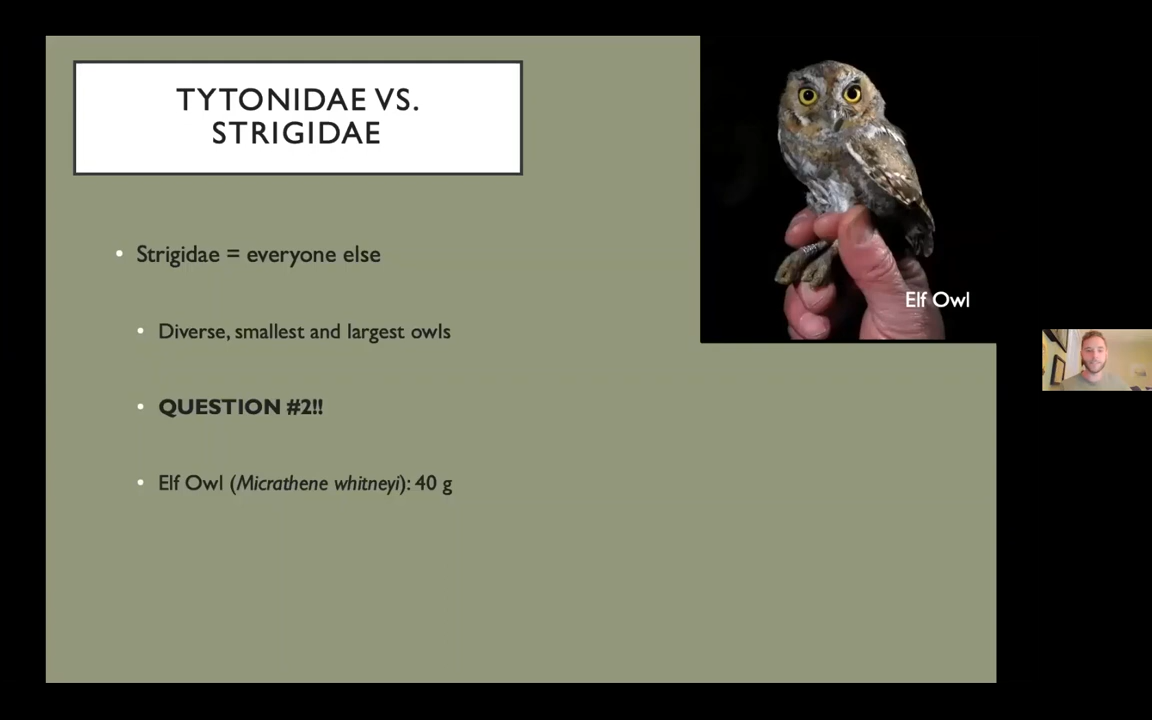 TYTONIDAE VS.
STRIGIDAE
• Strigidae = everyone else
• Diverse, smallest and largest owls
• QUESTION #2!!
• Elf Owl (Micrathene whitneyi): 40 g
Elf Owl